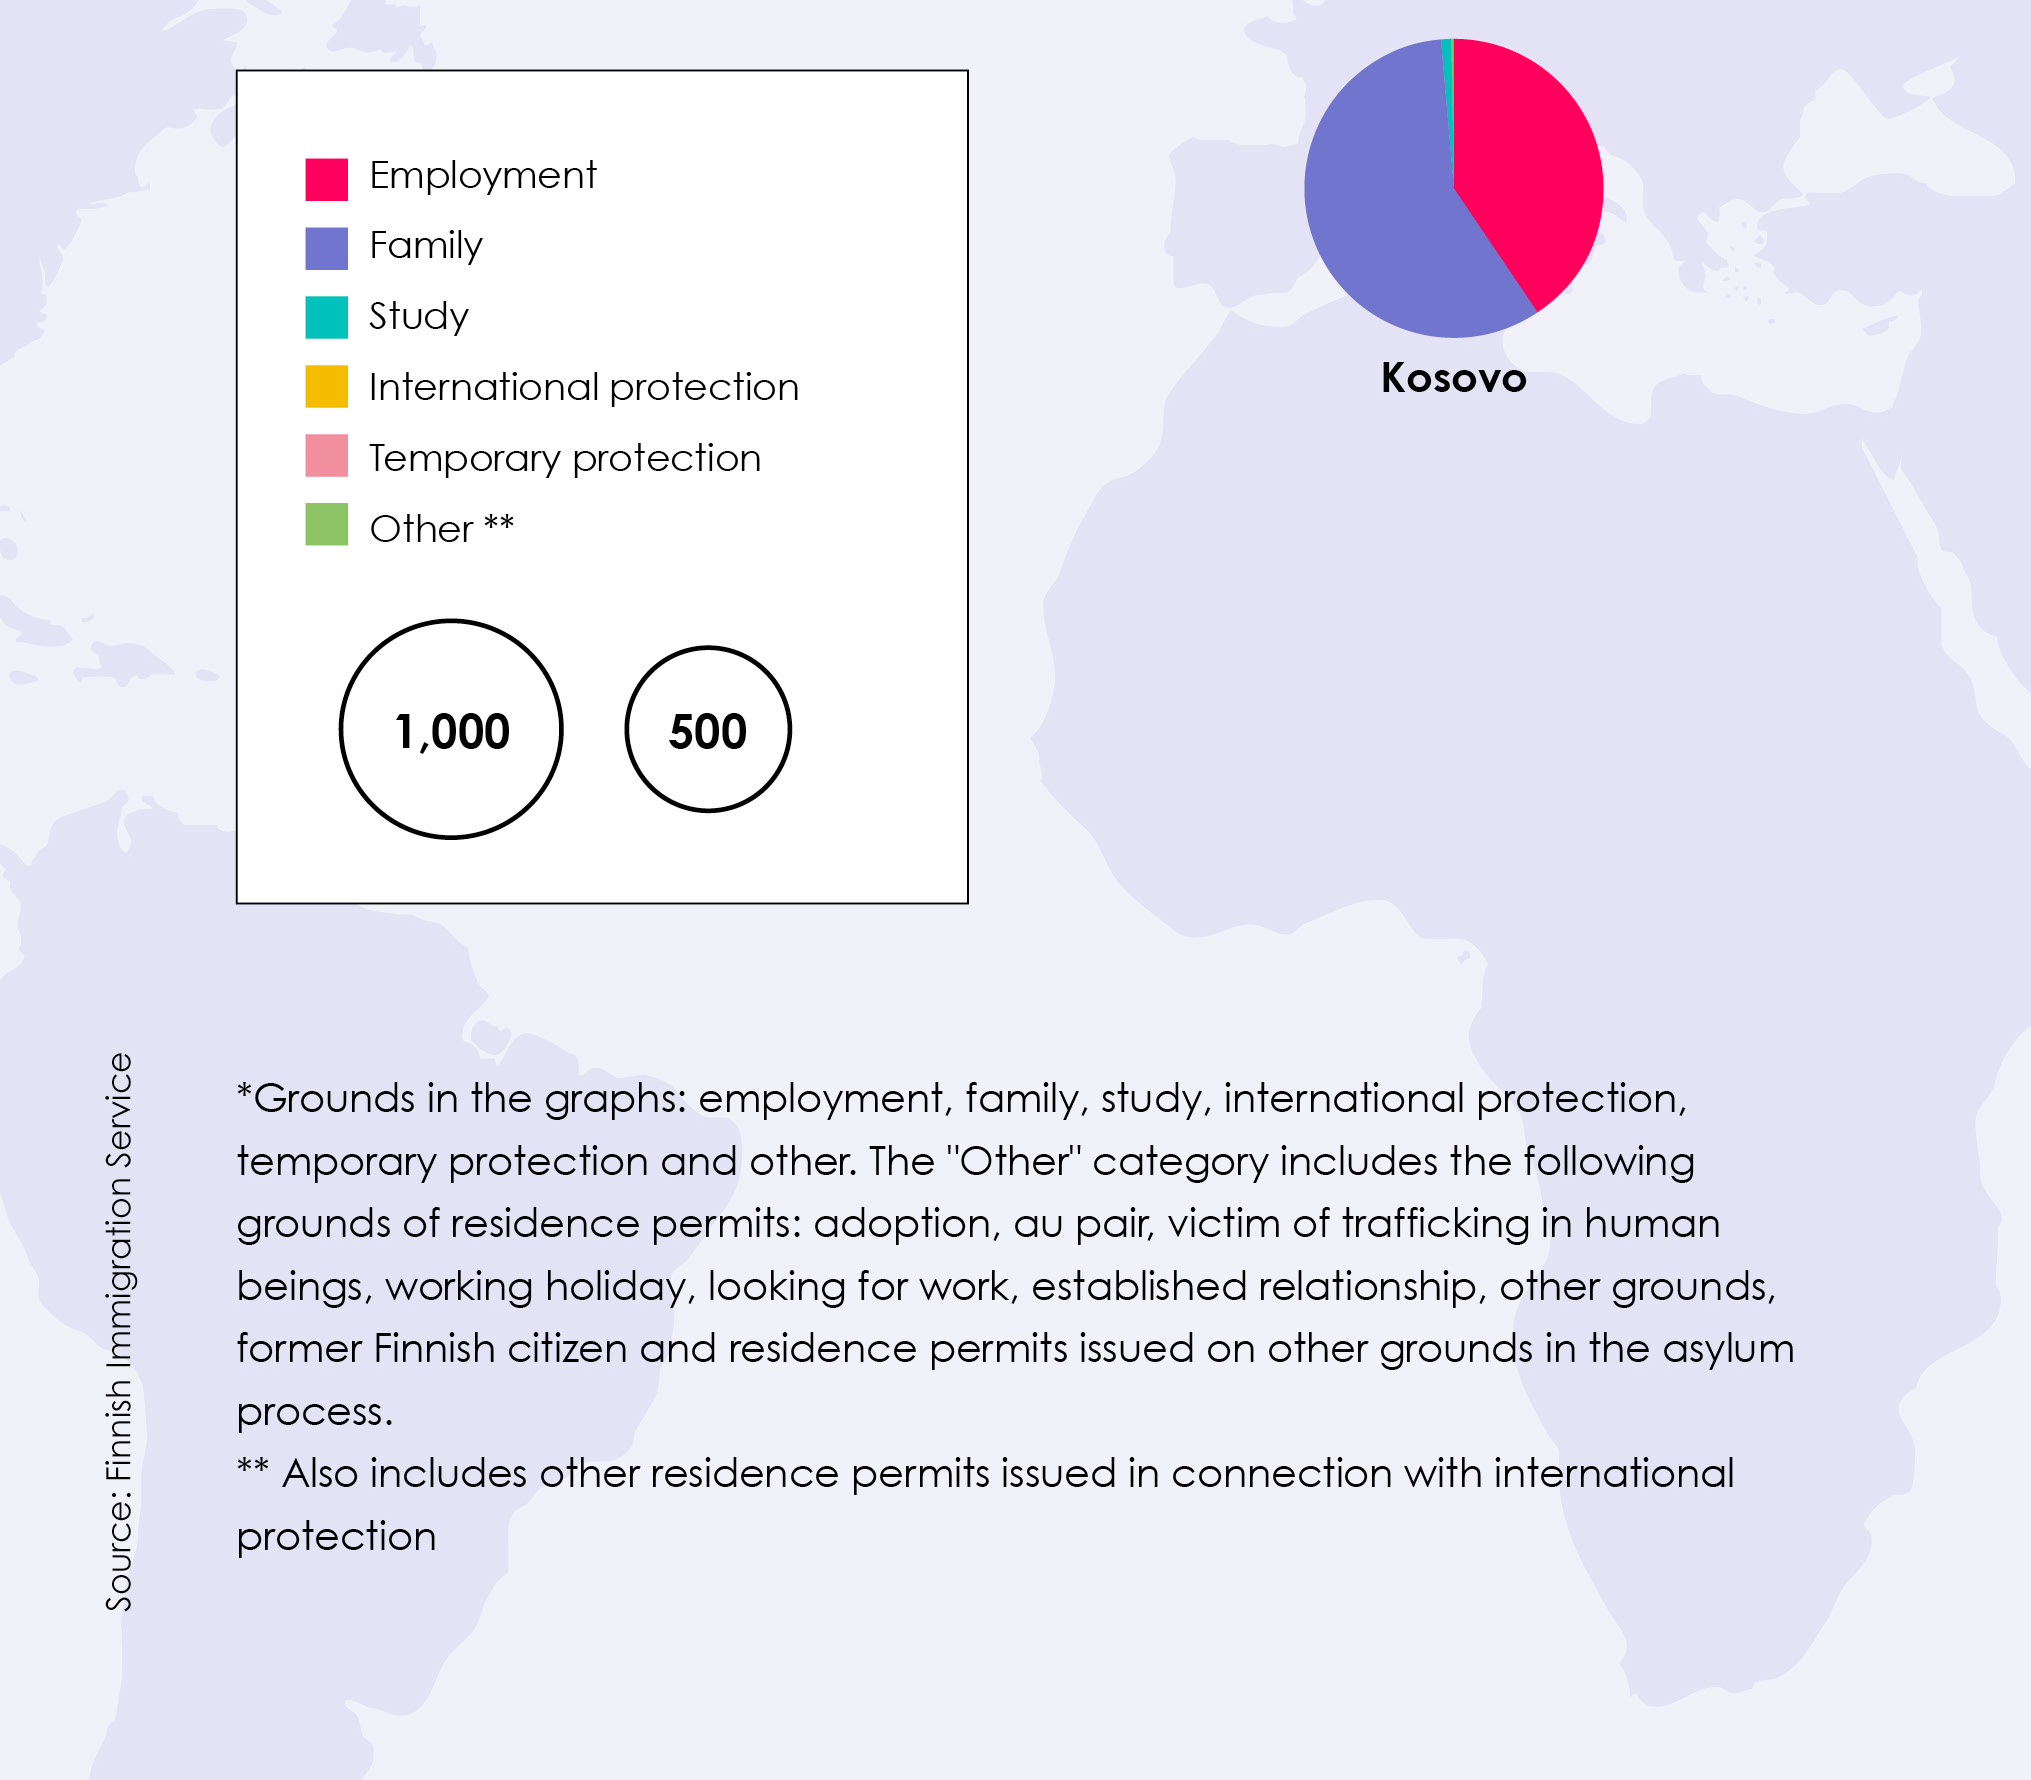 Employment
Family
Study
International protection
Temporary protection
Other **
1,000
500
Kosovo
Source: Finnish Immigration Service
*Grounds in the graphs: employment, family, study, international protection,
temporary protection and other. The "Other" category includes the following
grounds of residence permits: adoption, au pair, victim of trafficking in human
beings, working holiday, looking for work, established relationship, other grounds,
former Finnish citizen and residence permits issued on other grounds in the asylum
process.
** Also includes other residence permits issued in connection with international
protection